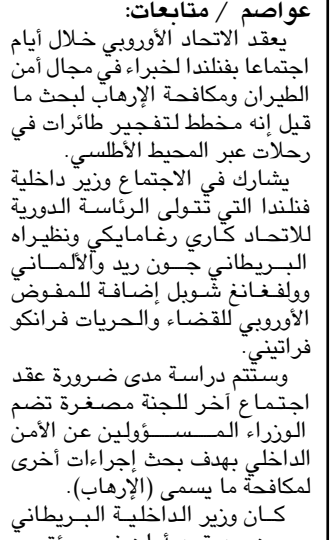 عواصم / متابعات:
يعقد الاتحاد الأوروبي خلال أيام
اجتماعا بفنلندا لخبراء في مجال أمن
الطيران ومكافحة الإرهاب لبحث ما
قيل إنه مخطط لتفجير طائرات في
رحلات عبر المحيط الأطلسي.
يشارك في الاجتماع وزير داخلية
فنلندا التي تتولى الرئاسة الدورية
للاتحاد كاري رغامايكي ونظيراه
البريطاني جون ريد والألماني
وولفغانغ شوبل إضافة للمفوض
الأوروبي للقضاء والحريات فرانكو
فراتيني.
وستتم دراسة مدى ضرورة عقد
اجتماع آخر للجنة مصغرة تضم
الوزراء المسؤولين عن الأمن
الداخلي بهدف بحث إجراءات أخرى
لمكافحة ما يسمى (الإرهاب).
كان وزير الداخلية البريطاني